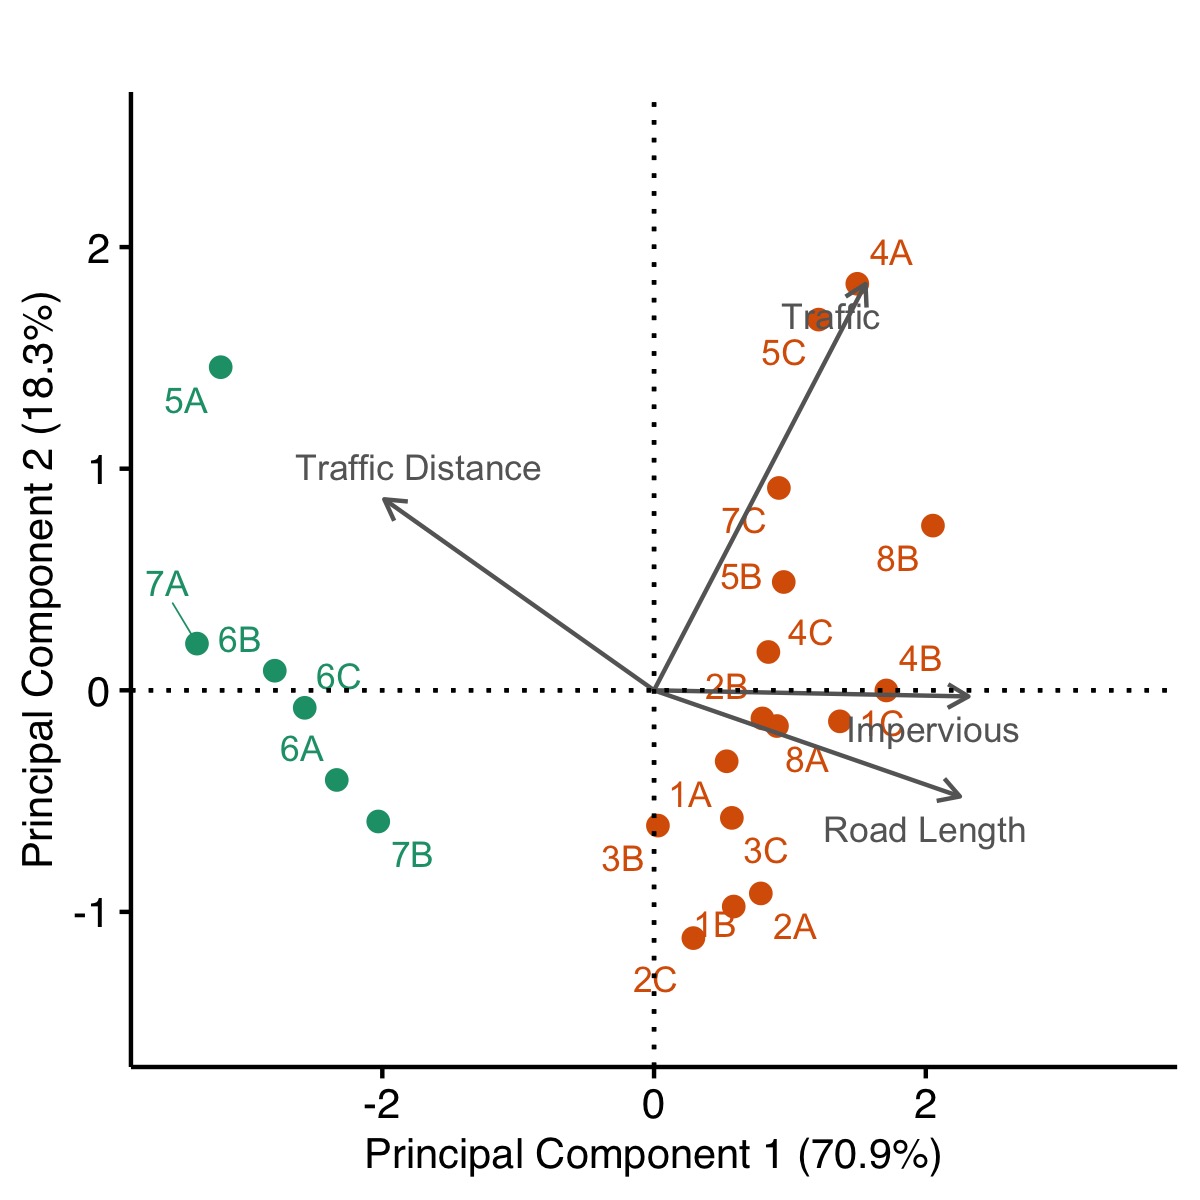 4A
2
Traffic
5C
5A
Traffic Distance
1
7C
8B
5B
7A
4C
6B
4B
6C
2B
0
1C
Impervious
6A
8A
1A
Road Length
3C
7B
3B
-1
1B
2A
2C
-2
0
2
Principal Component 1 (70.9%)
Principal Component 2 (18.3%)